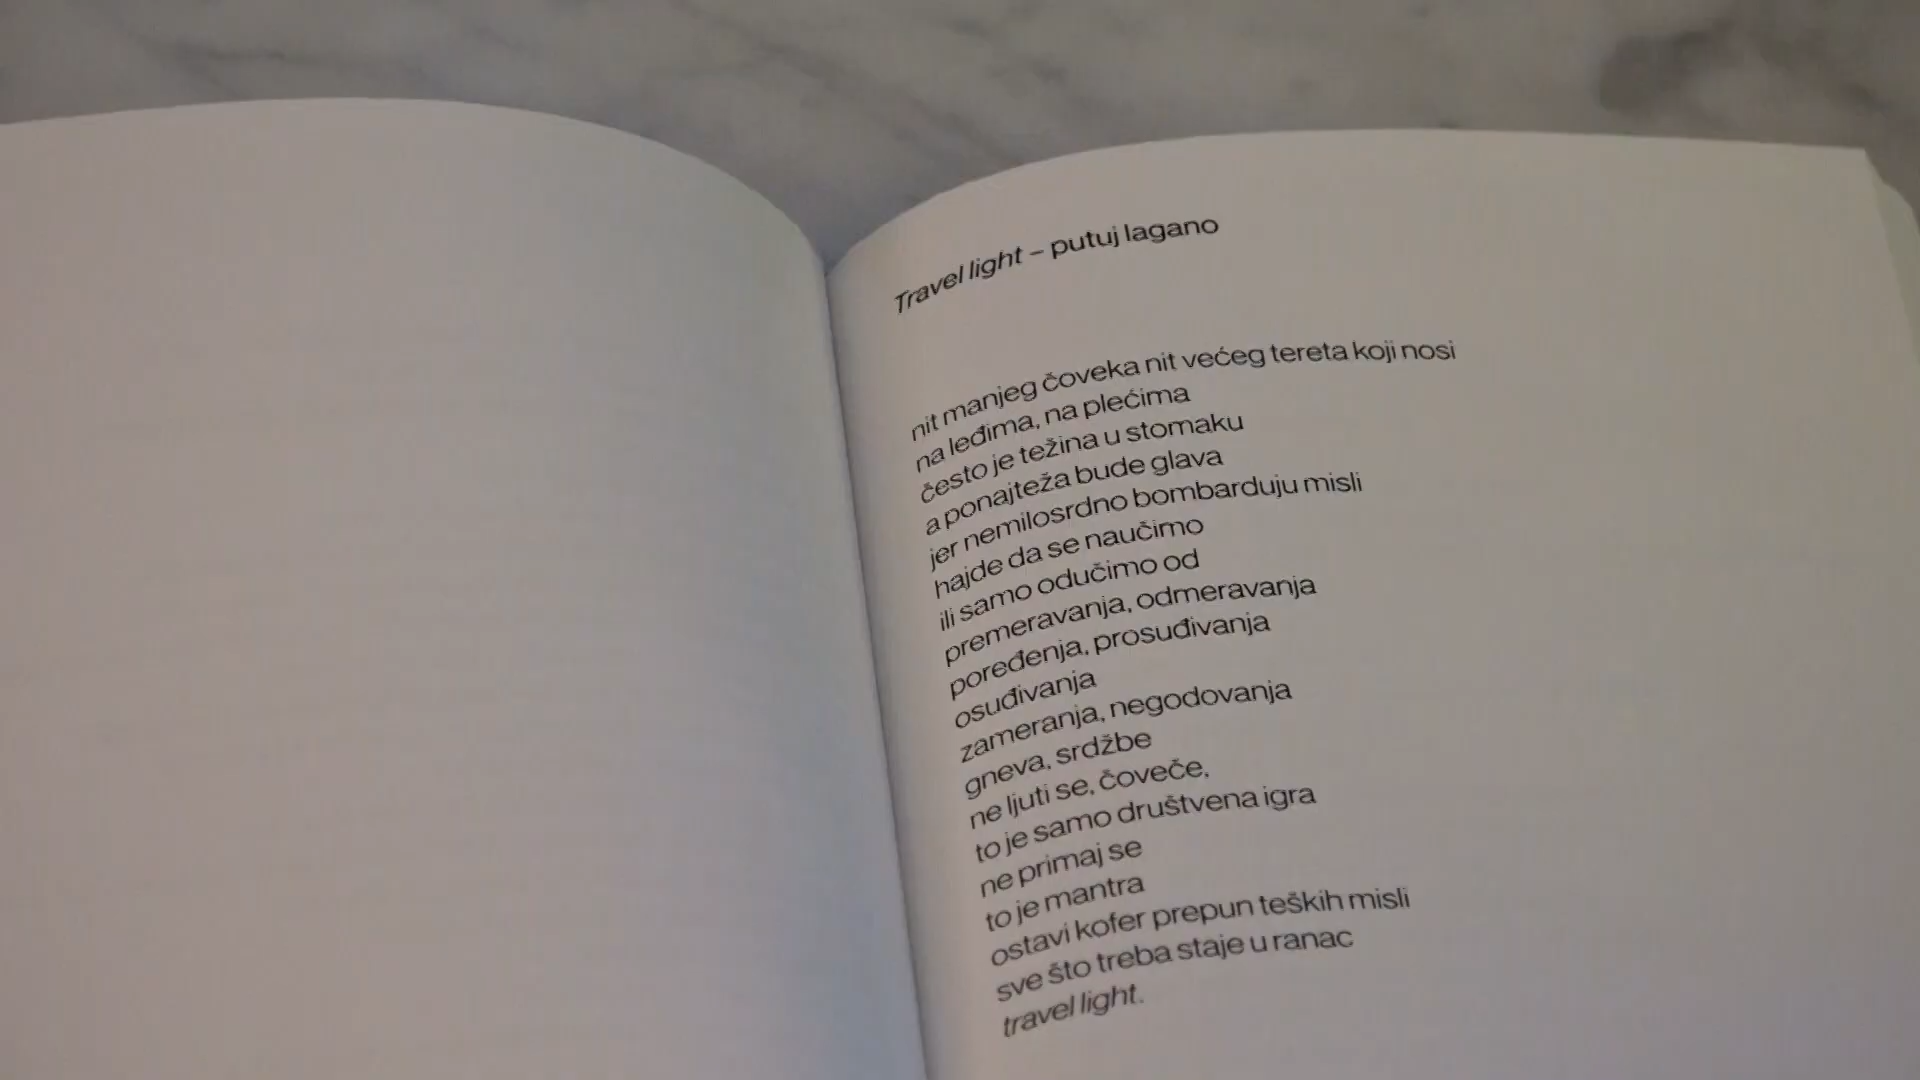 Travel light – putuj lagano
nit manjeg čoveka nit većeg tereta koji nosi
na leđima, na plećima
često je težina u stomaku
a ponajteža bude glava
jer nemilosrdno bombarduju misli
hajde da se naučimo
ili samo odučimo od
premeravanja, odmeravanja
poređenja, prosuđivanja
osuđivanja
zameranja, negodovanja
gneva, srdžbe
ne ljuti se, čoveče,
to je samo društvena igra
ne primaj se
to je mantra
ostavi kofer prepun teških misli
sve što treba staje u ranac
travel light.